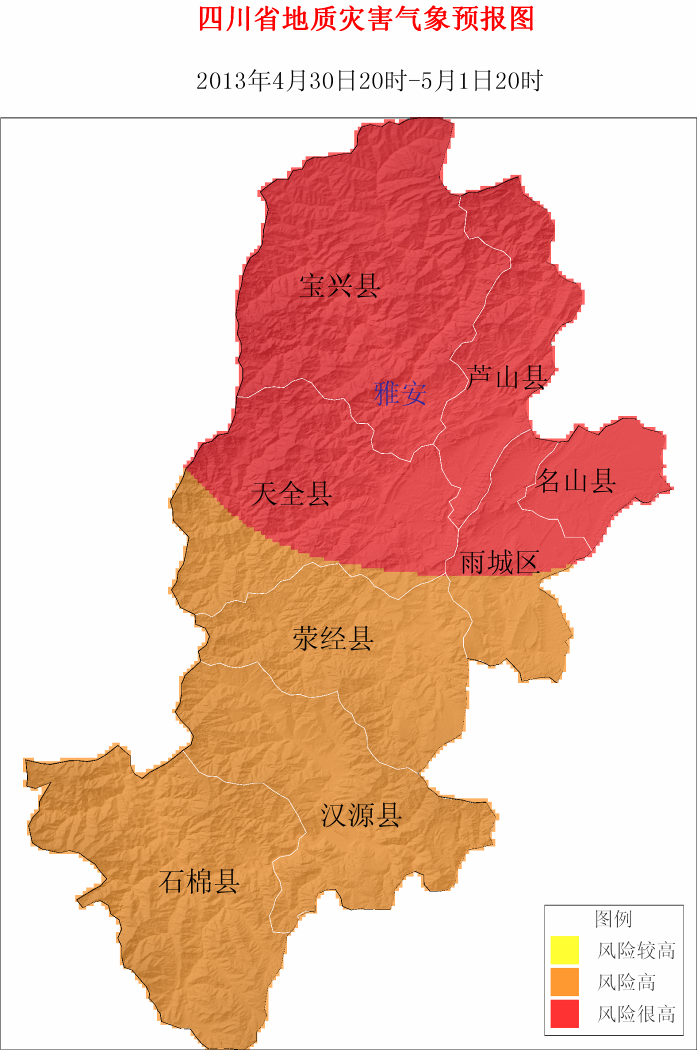 四川省地质灾害气象预报图
2013年4月30日20时-5月1日20时
宝兴县
芦山县
雅安
天全县
名山县
雨城区
荥经县
汉源县
石棉县
图例
风险较高
风险高
风险很高